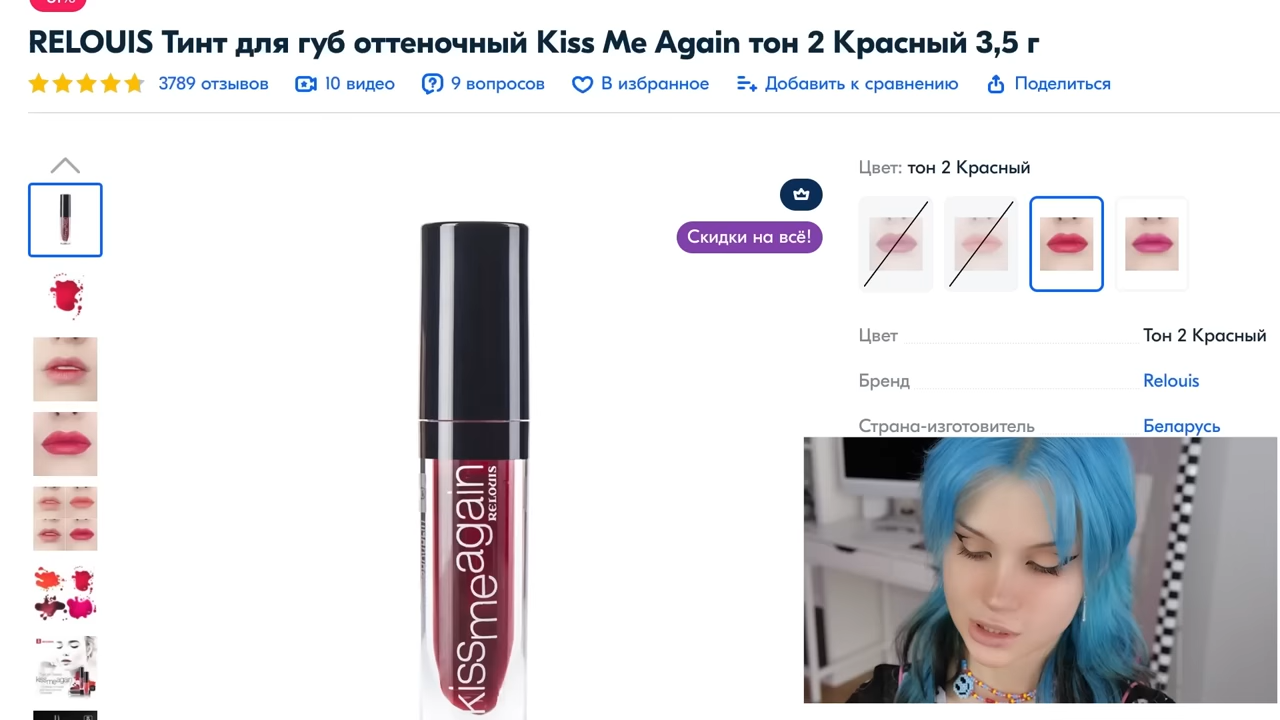 RELOUIS Тинт для губ оттеночный Kiss Me Again тон 2 Красный 3,5 г
3789 отзывов
10 видео
9 вопросов
В избранное
Добавить к сравнению
Поделиться
Скидки на всё!
Цвет: тон 2 Красный
Цвет
Тон 2 Красный
Бренд
Relouis
Страна-изготовитель
Беларусь
kissmeagain
RELOUIS